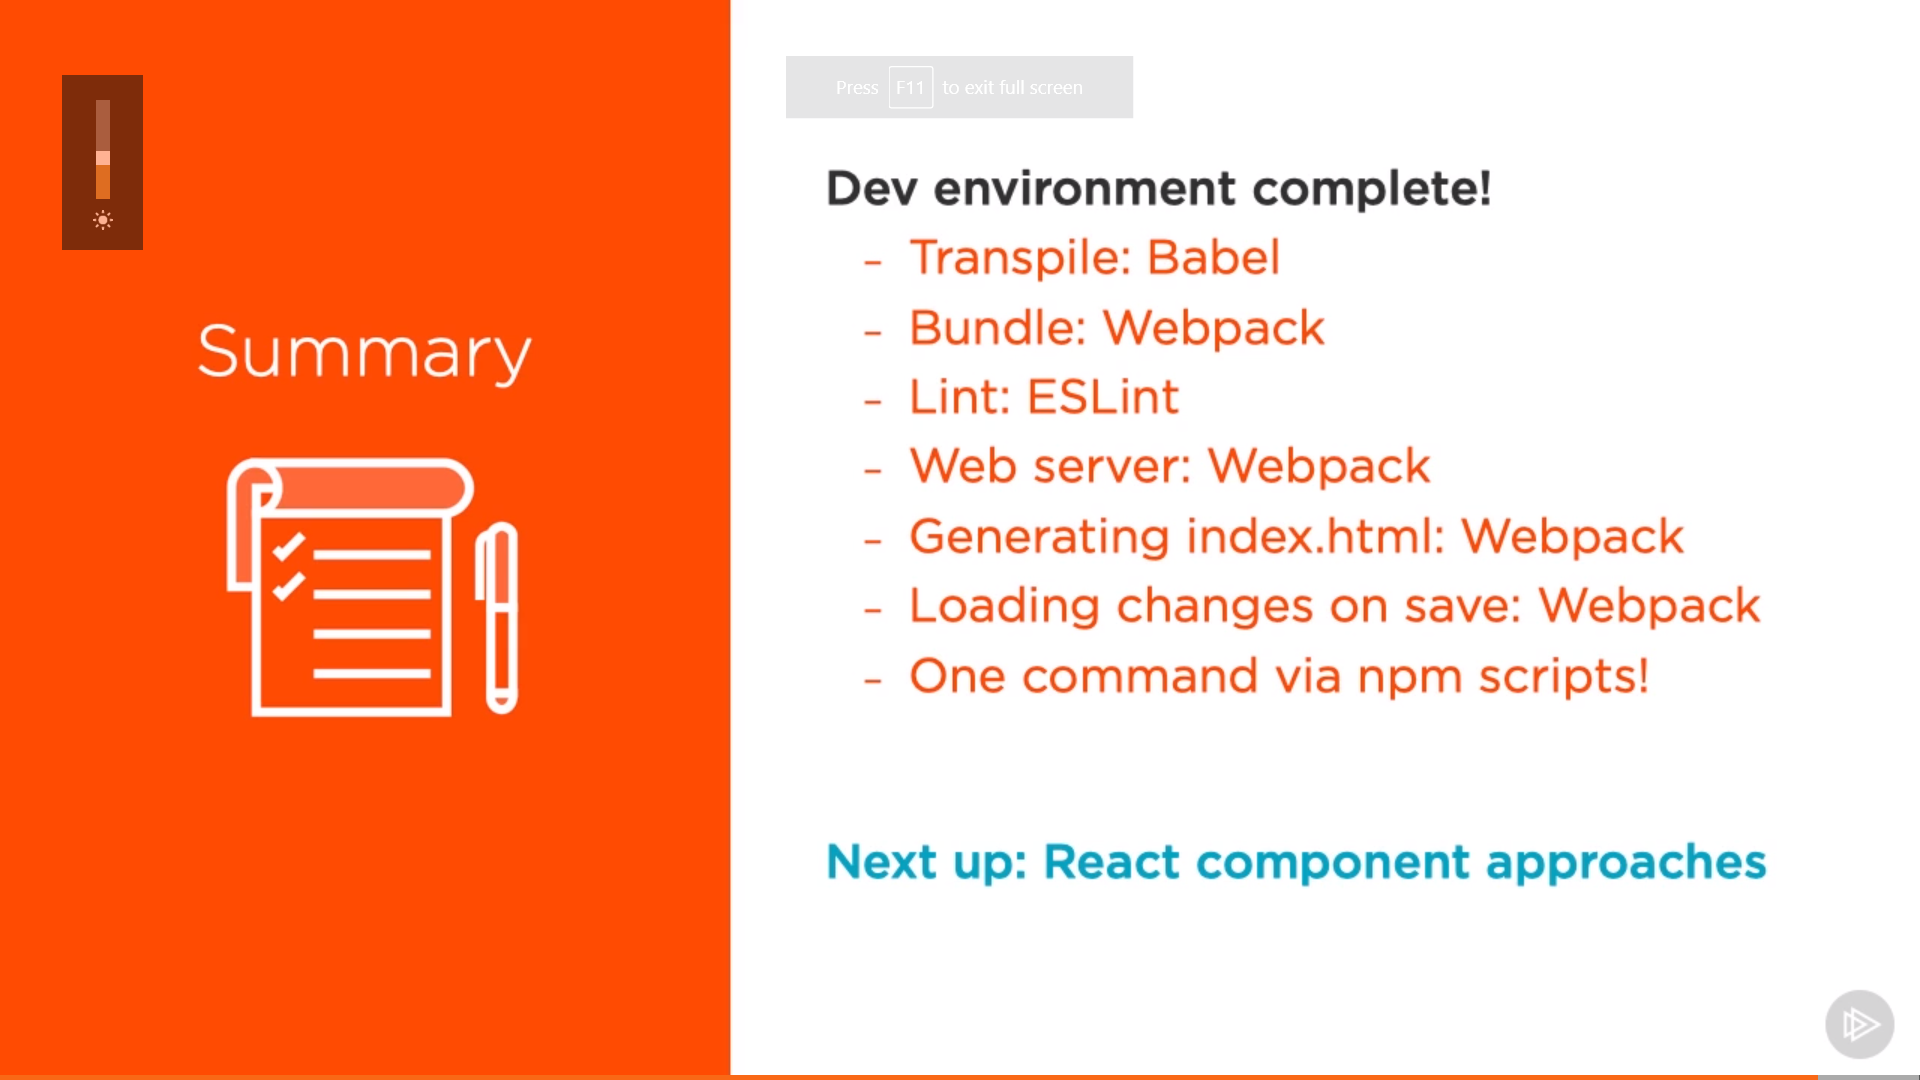 Press F11 to exit full screen
Summary
Dev environment complete!
- Transpile: Babel
- Bundle: Webpack
- Lint: ESLint
- Web server: Webpack
- Generating index.html: Webpack
- Loading changes on save: Webpack
- One command via npm scripts!
Next up: React component approaches